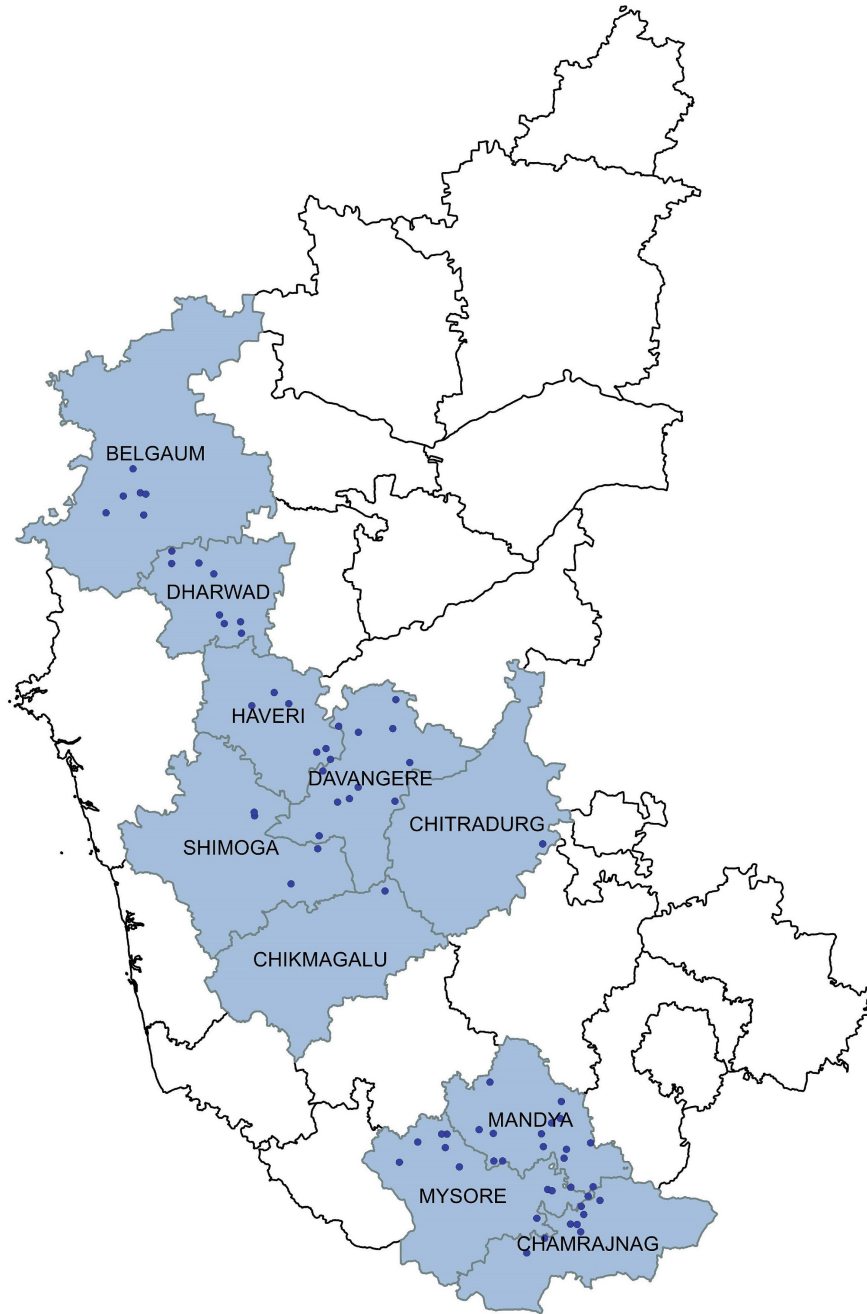 BELGAUM
DHARWAD
HAVERI
DAVANGERE
CHITRADURG
SHIMOGA
CHIKMAGALU
MANDYA
MYSORE
CHAMRAJNAG